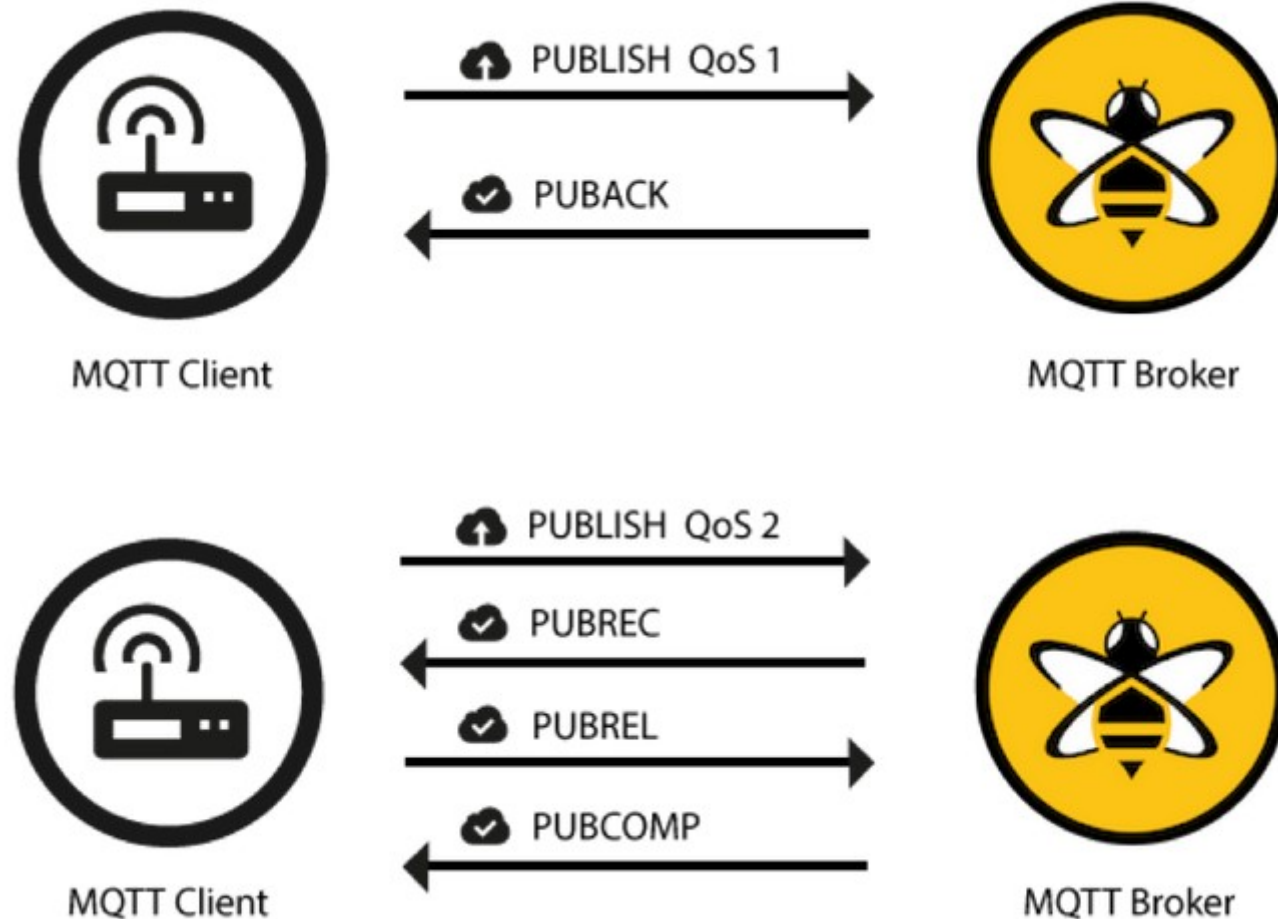 PUBLISH QoS 1
PUBACK
MQTT Client
MQTT Broker
PUBLISH QoS 2
PUBREC
PUBREL
PUBCOMP
MQTT Client
MQTT Broker